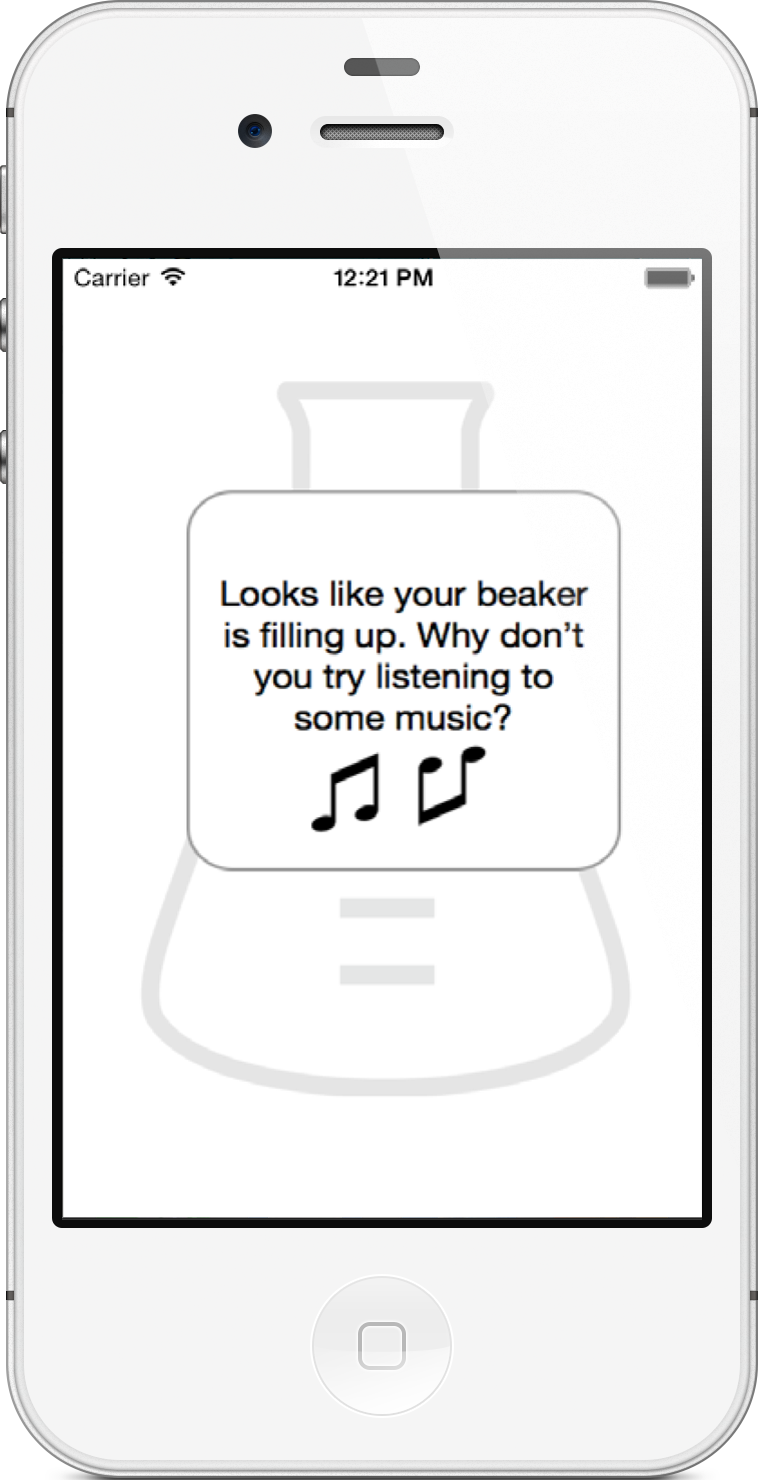 Carrier 12:21 PM
Looks like your beaker
is filling up. Why don’t
you try listening to
some music?